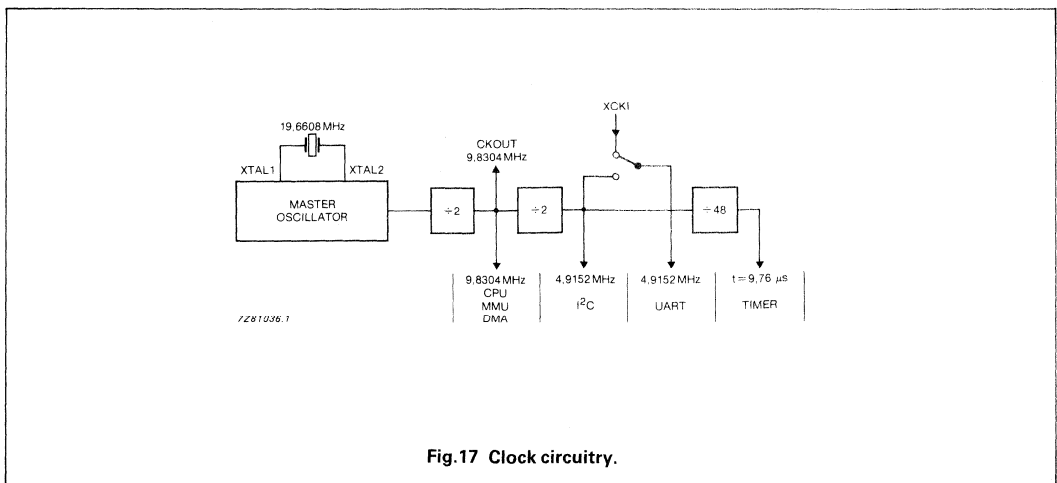 19,6608 MHz
XTAL1
XTAL2
MASTER
OSCILLATOR
÷2
CKOUT
9,8304 MHz
÷2
XCKI
÷48
9,8304 MHz
CPU
MMU
DMA
4,9152 MHz
I²C
4,9152 MHz
UART
t = 9,76 μs
TIMER
7Z81036.1
Fig.17 Clock circuitry.